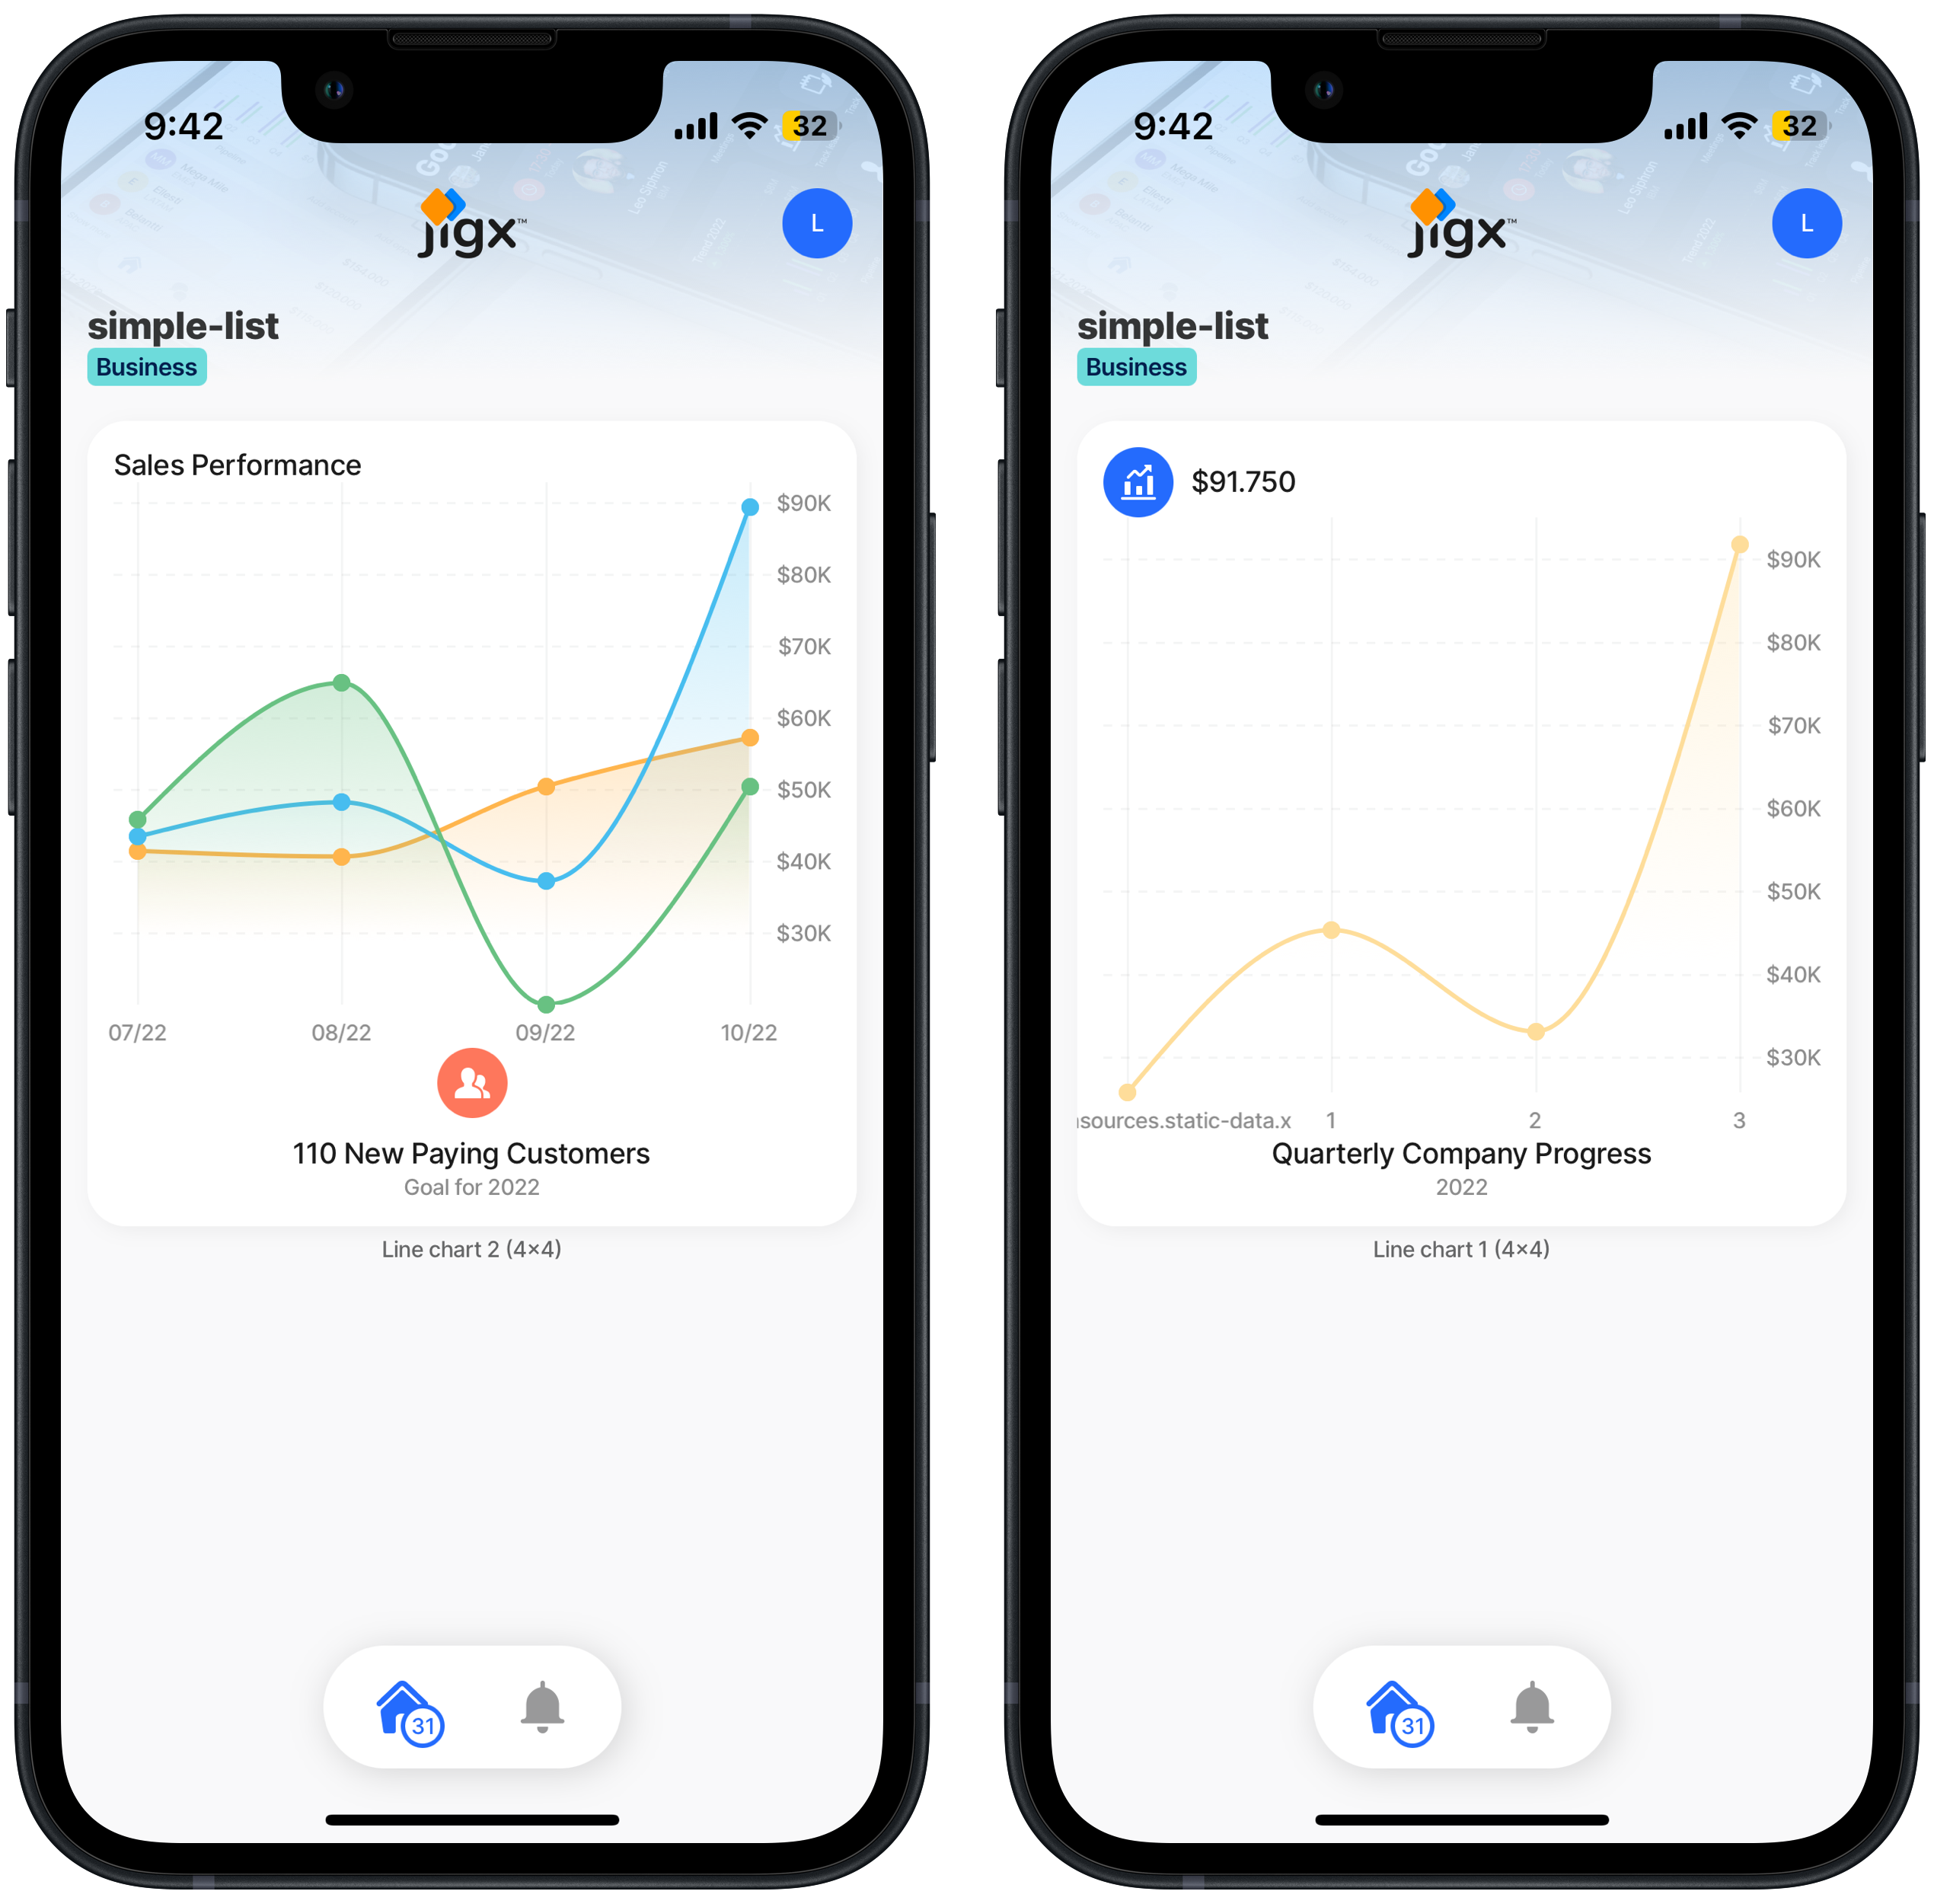 9:42
32
jigx™
L
simple-list
Business
Sales Performance
$90K
$80K
$70K
$60K
$50K
$40K
$30K
07/22 08/22 09/22 10/22
110 New Paying Customers
Goal for 2022
Line chart 2 (4×4)
31
9:42
32
jigx™
L
simple-list
Business
$91.750
$90K
$80K
$70K
$60K
$50K
$40K
$30K
sources.static-data.x 1 2 3
Quarterly Company Progress
2022
Line chart 1 (4×4)
31